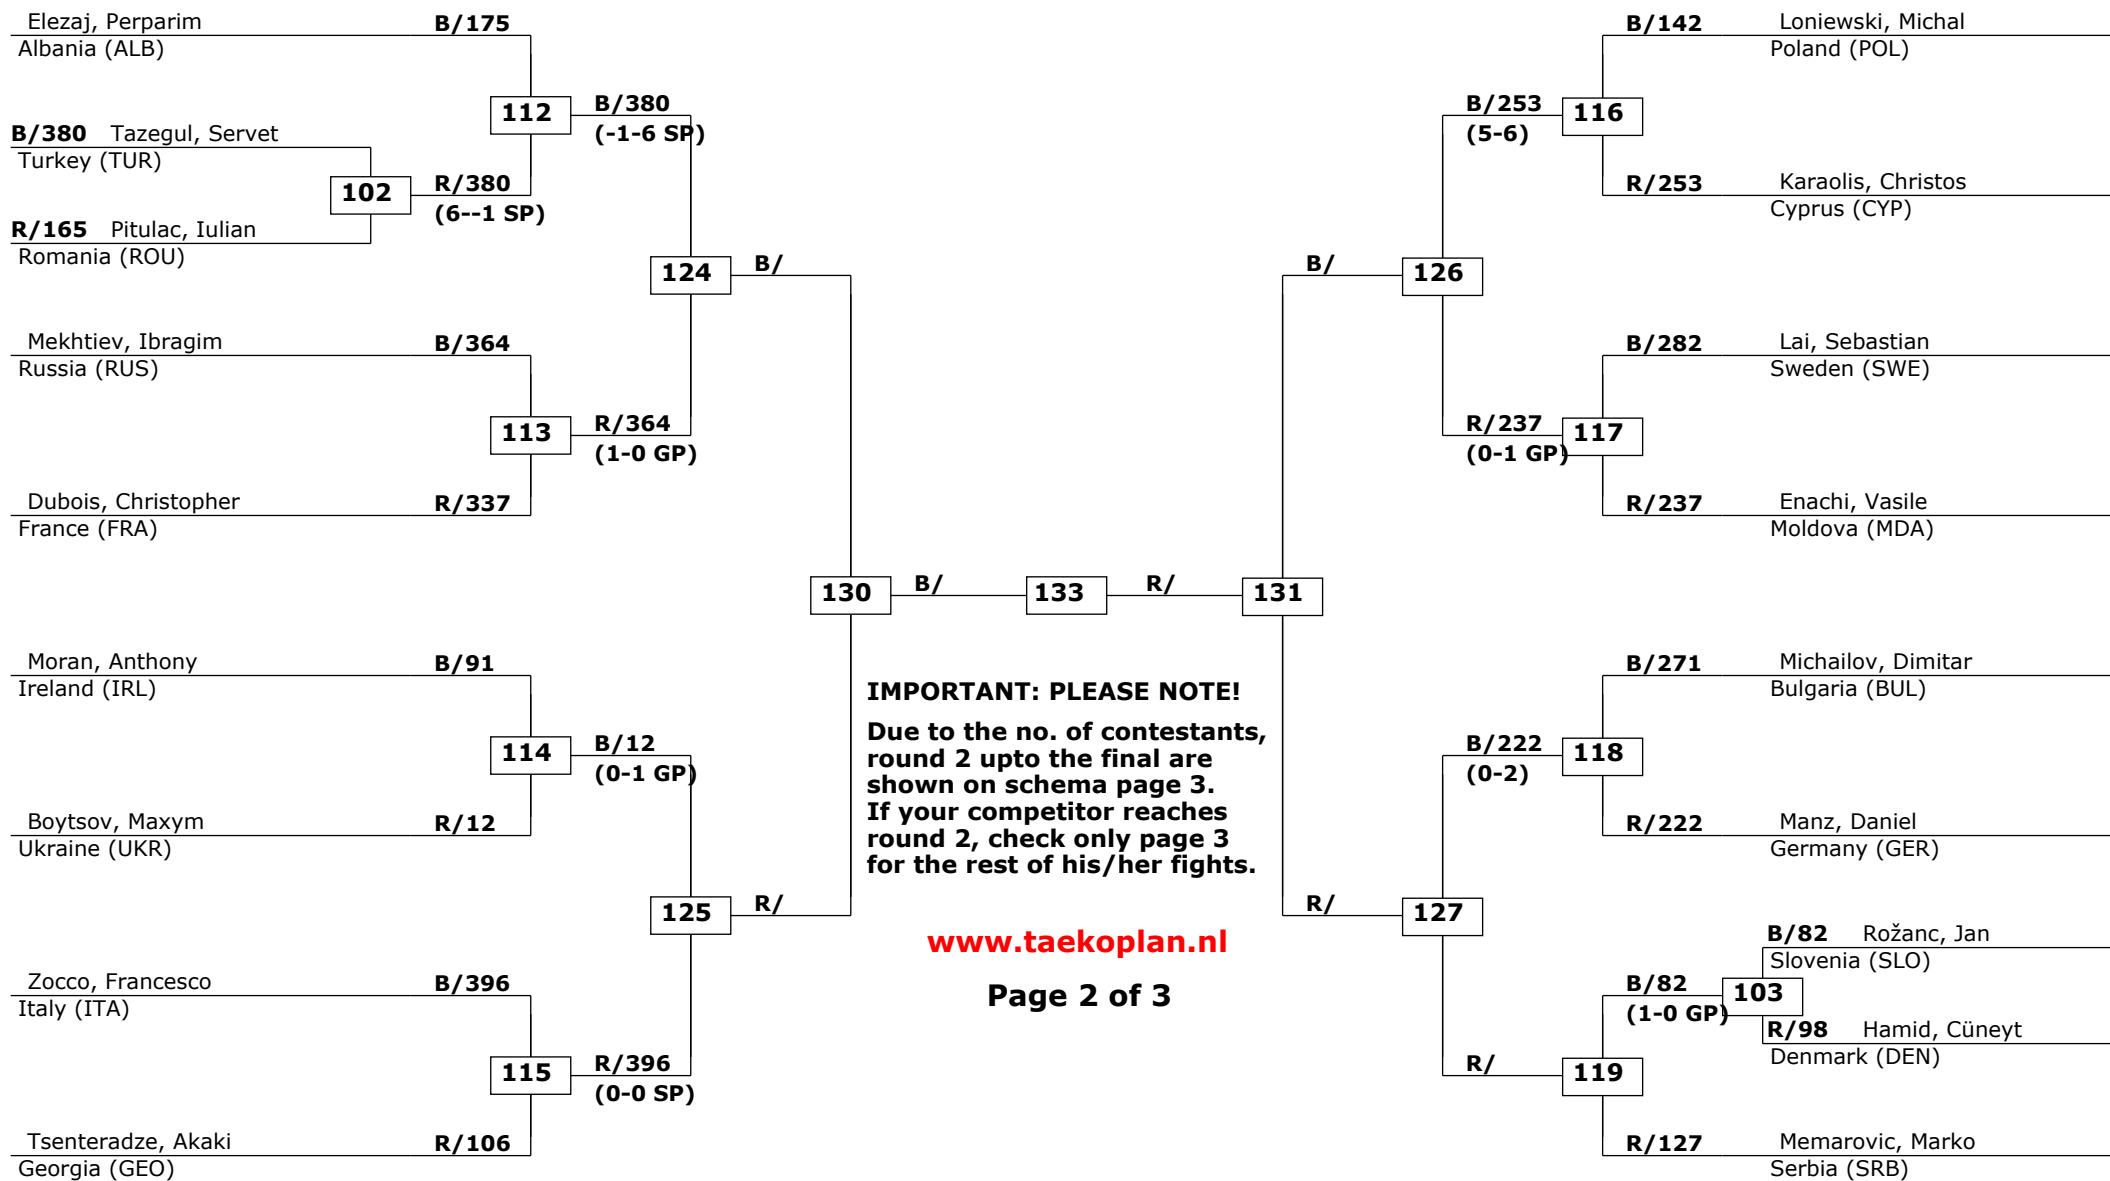 Elezaj, Perparim B/175
Albania (ALB)
112 B/380
(-1-6 SP)
B/380 Tazegul, Servet
Turkey (TUR)
102 R/380
(6--1 SP)
R/165 Pitulac, Iulian
Romania (ROU)
124 B/
Mekhtiev, Ibragim B/364
Russia (RUS)
113 R/364
(1-0 GP)
Dubois, Christopher R/337
France (FRA)
130 B/ 133 R/ 131
Moran, Anthony B/91
Ireland (IRL)
114 B/12
(0-1 GP)
Boytsov, Maxym R/12
Ukraine (UKR)
125 R/
Zocco, Francesco B/396
Italy (ITA)
115 R/396
(0-0 SP)
Tsenteradze, Akaki R/106
Georgia (GEO)
IMPORTANT: PLEASE NOTE!
Due to the no. of contestants,
round 2 upto the final are
shown on schema page 3.
If your competitor reaches
round 2, check only page 3
for the rest of his/her fights.
www.taekoplan.nl
Page 2 of 3
B/142 Loniewski, Michal
Poland (POL)
B/253 116
(5-6)
R/253 Karaolis, Christos
Cyprus (CYP)
B/ 126
B/282 Lai, Sebastian
Sweden (SWE)
R/237 117
(0-1 GP)
R/237 Enachi, Vasile
Moldova (MDA)
B/271 Michailov, Dimitar
Bulgaria (BUL)
B/222 118
(0-2)
R/222 Manz, Daniel
Germany (GER)
R/ 127
B/82 Rožanc, Jan
Slovenia (SLO)
B/82 103
(1-0 GP)
R/98 Hamid, Cüneyt
Denmark (DEN)
R/ 119
R/127 Memarovic, Marko
Serbia (SRB)